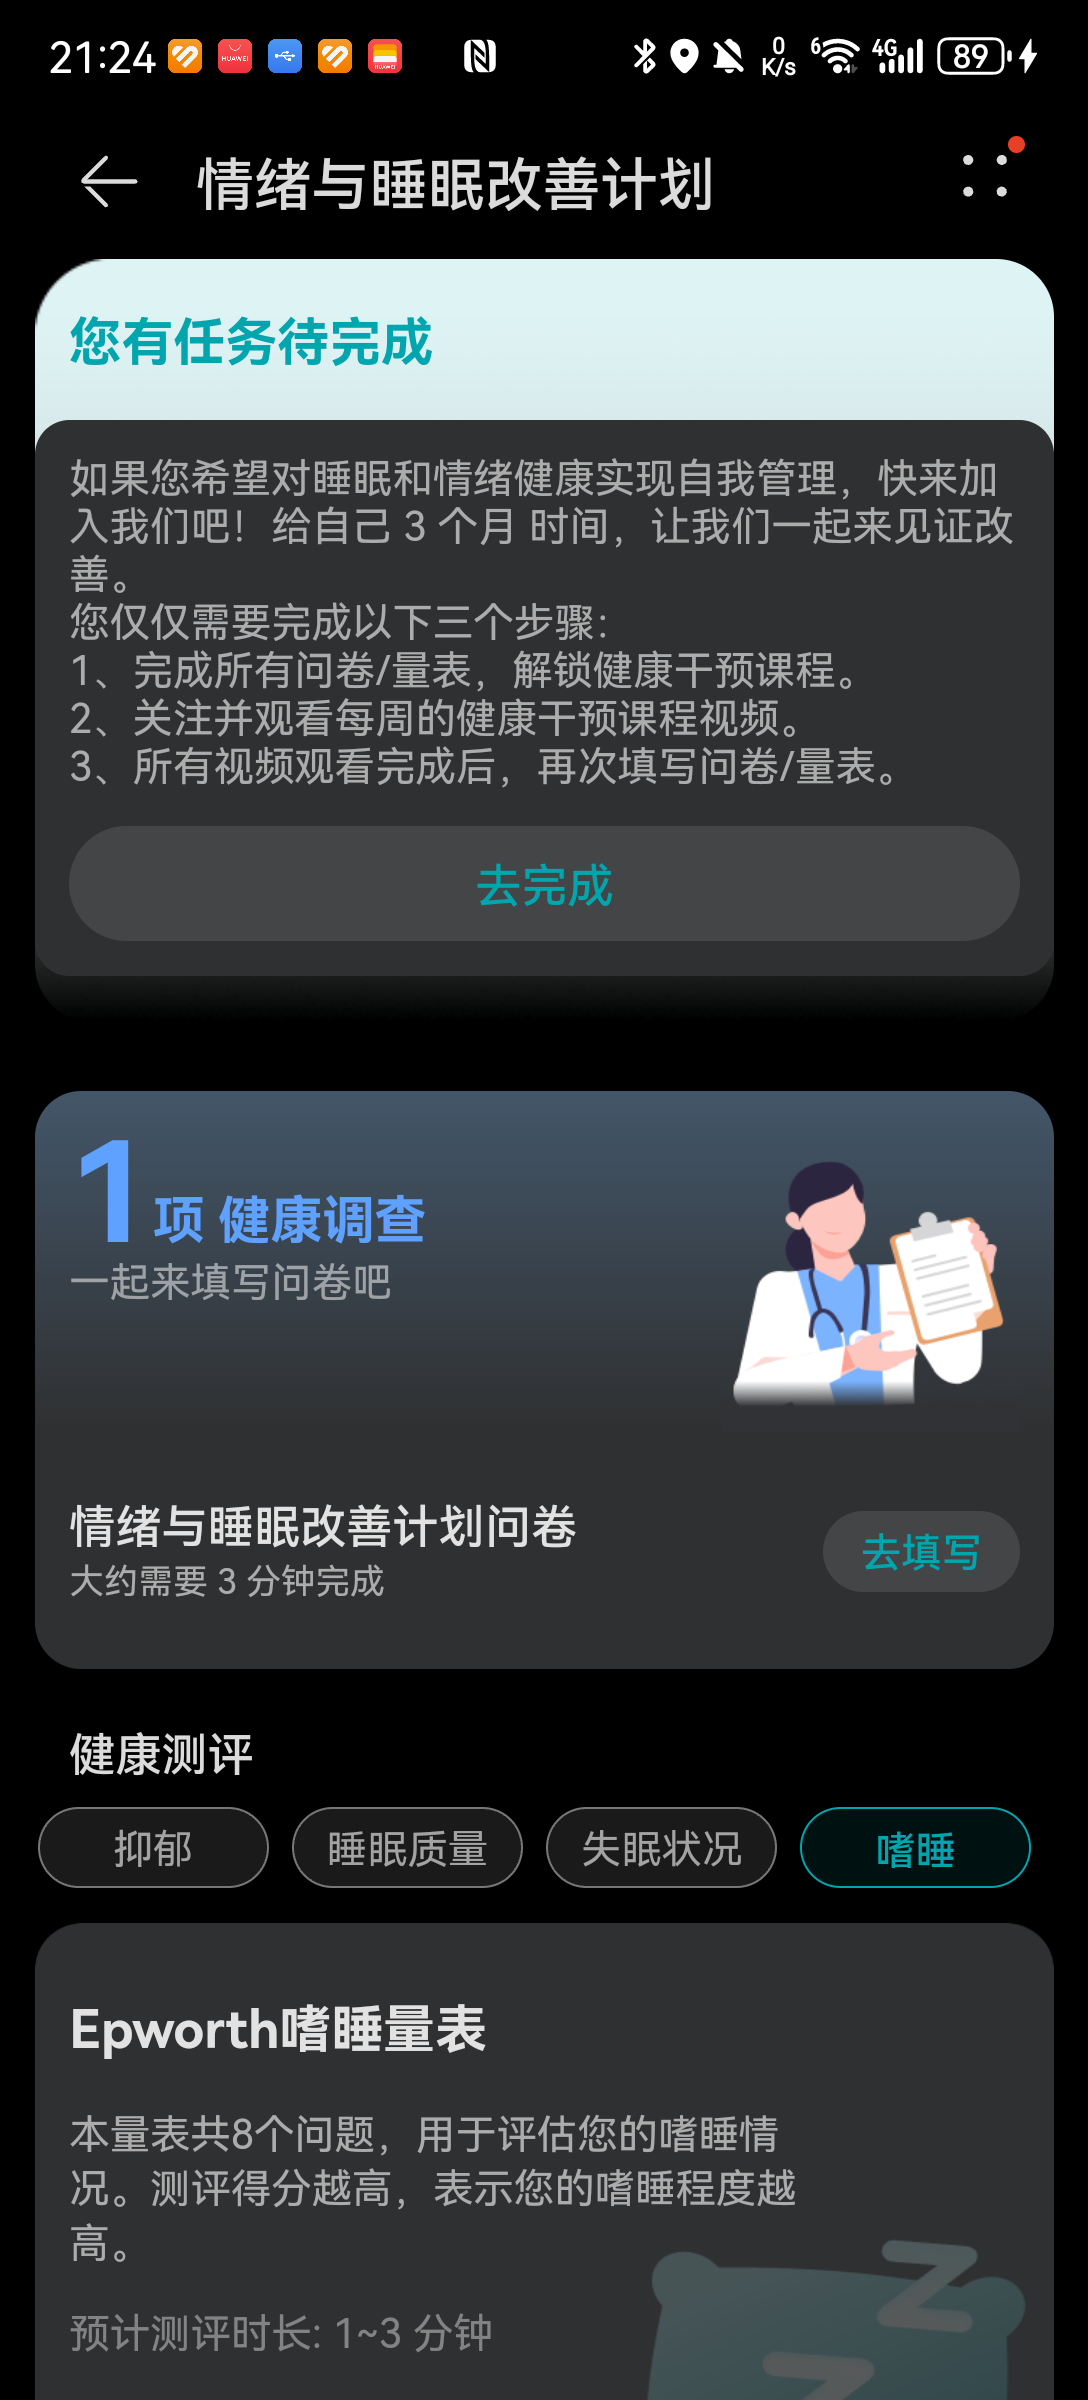 21:24
HUAWEI
HUAWEI
0 K/s
6
4G
89
情绪与睡眠改善计划
您有任务待完成
如果您希望对睡眠和情绪健康实现自我管理，快来加
入我们吧！给自己 3 个月 时间，让我们一起来见证改
善。
您仅仅需要完成以下三个步骤：
1、完成所有问卷/量表，解锁健康干预课程。
2、关注并观看每周的健康干预课程视频。
3、所有视频观看完成后，再次填写问卷/量表。
去完成
1项 健康调查
一起来填写问卷吧
情绪与睡眠改善计划问卷
大约需要 3 分钟完成
去填写
健康测评
抑郁
睡眠质量
失眠状况
嗜睡
Epworth嗜睡量表
本量表共8个问题，用于评估您的嗜睡情
况。测评得分越高，表示您的嗜睡程度越
高。
预计测评时长: 1~3 分钟